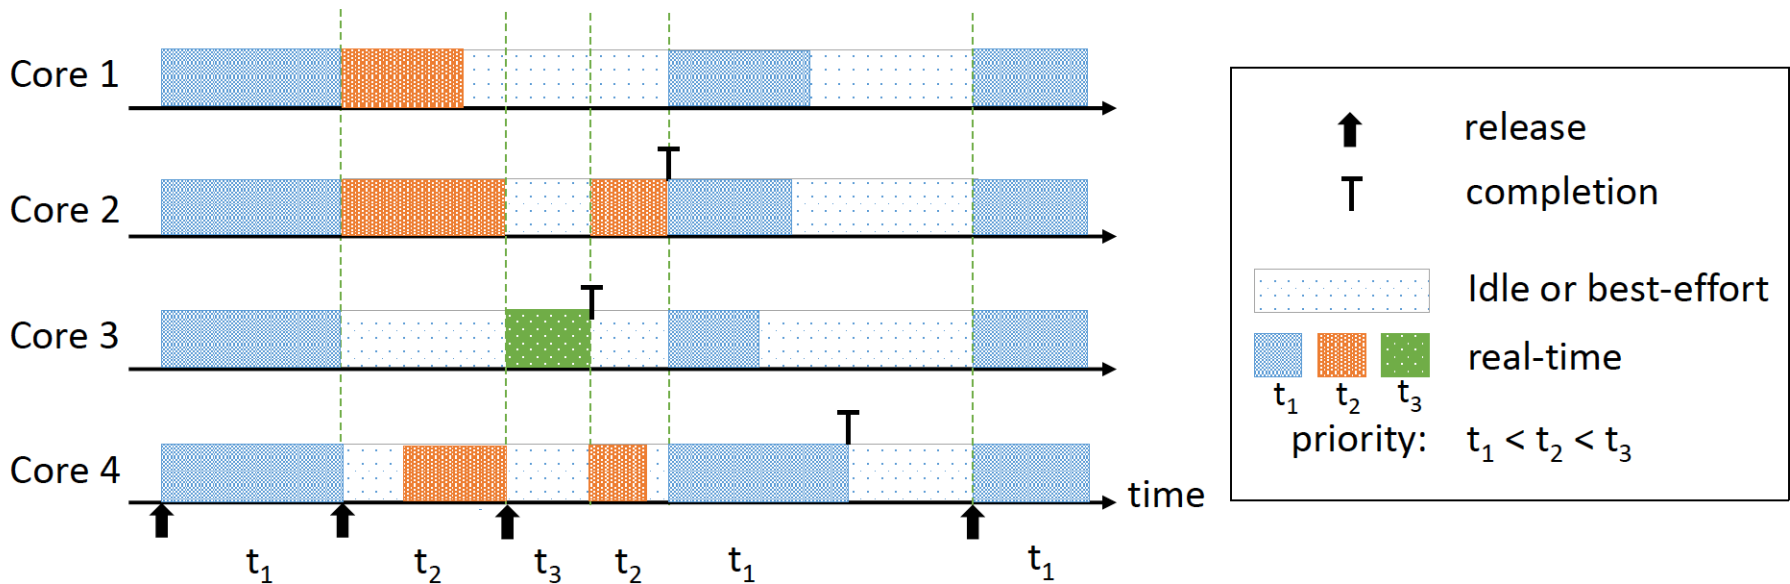 Core 1
Core 2
Core 3
Core 4
time
t₁ t₂ t₃ t₂ t₁ t₁
release
completion
Idle or best-effort
real-time
t₁ t₂ t₃
priority: t₁ < t₂ < t₃